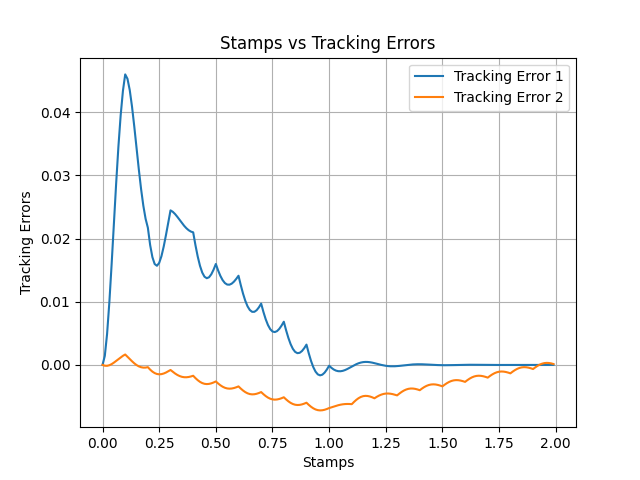 Stamps vs Tracking Errors
Tracking Error 1
Tracking Error 2
Tracking Errors
0.04
0.03
0.02
0.01
0.00
0.00 0.25 0.50 0.75 1.00 1.25 1.50 1.75 2.00
Stamps